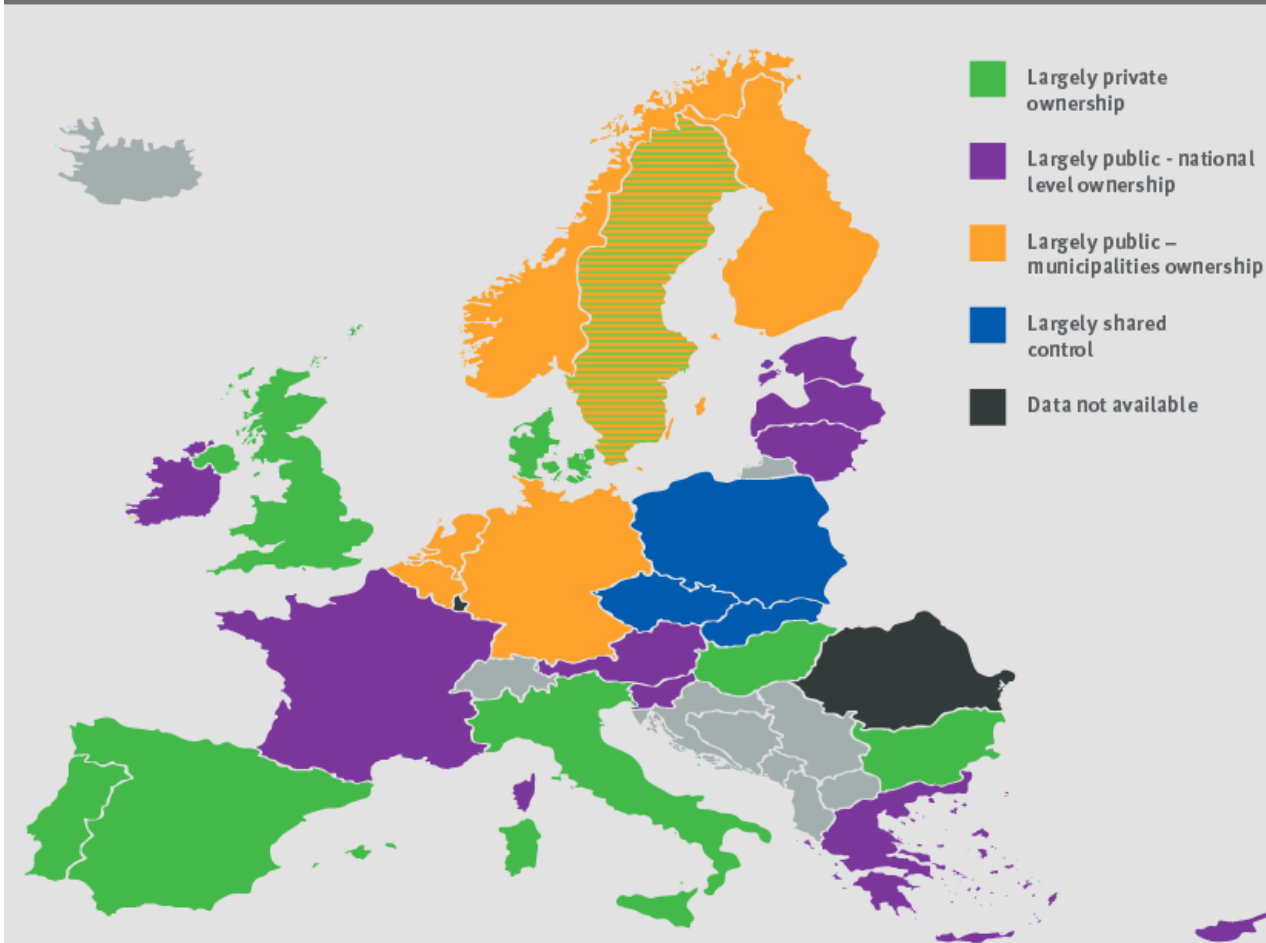 Largely private
ownership
Largely public - national
level ownership
Largely public –
municipalities ownership
Largely shared
control
Data not available